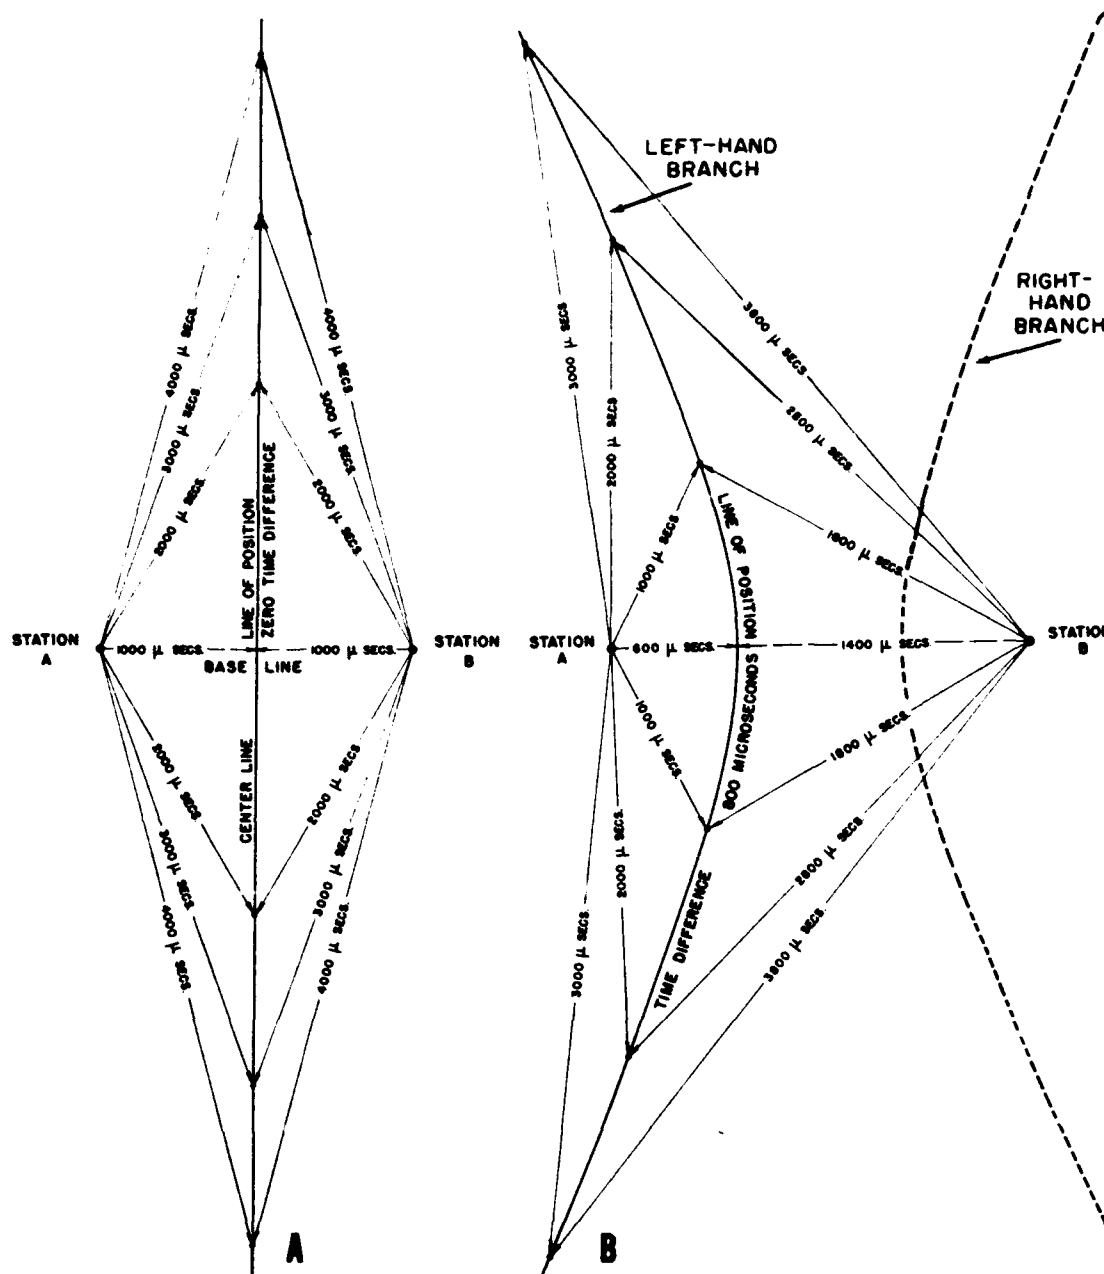 LEFT-HAND
BRANCH
RIGHT-
HAND
BRANCH
4000 µ SECS.
3000 µ SECS.
2000 µ SECS.
4000 µ SECS.
3000 µ SECS.
2000 µ SECS.
LINE OF POSITION
ZERO TIME DIFFERENCE
STATION
A
1000 µ SECS.
1000 µ SECS.
BASE LINE
STATION
B
CENTER LINE
2000 µ SECS.
3000 µ SECS.
4000 µ SECS.
2000 µ SECS.
3000 µ SECS.
4000 µ SECS.
A
3000 µ SECS
2000 µ SECS
1000 µ SECS
3800 µ SECS
2800 µ SECS.
1800 µ SECS.
STATION
A
600 µ SECS.
1400 µ SECS.
STATION
B
LINE OF POSITION
800 MICROSECONDS
TIME DIFFERENCE
1000 µ SECS.
2000 µ SECS.
3000 µ SECS.
1800 µ SECS.
2800 µ SECS.
3800 µ SECS.
B